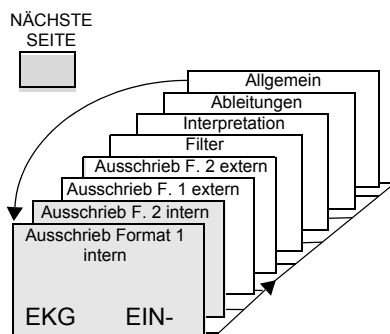 NÄCHSTE
SEITE
Allgemein
Ableitungen
Interpretation
Filter
Ausschrieb F. 2 extern
Ausschrieb F. 1 extern
Ausschrieb F. 2 intern
Ausschrieb Format 1
intern
EKG EIN-